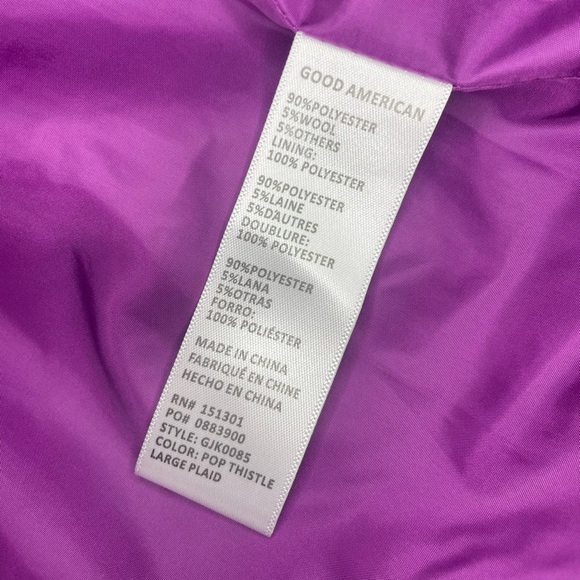 GOOD AMERICAN
90%POLYESTER
5%WOOL
5%OTHERS
LINING:
100% POLYESTER
90%POLYESTER
5%LAINE
5%DAUTRES
DOUBLURE:
100% POLYESTER
90%POLYESTER
5%LANA
5%OTRAS
FORRO:
100% POLIÉSTER
MADE IN CHINA
FABRIQUÉ EN CHINE
HECHO EN CHINA
RN# 151301
PO# 0883900
STYLE: GJK0085
COLOR: POP THISTLE
LARGE PLAID